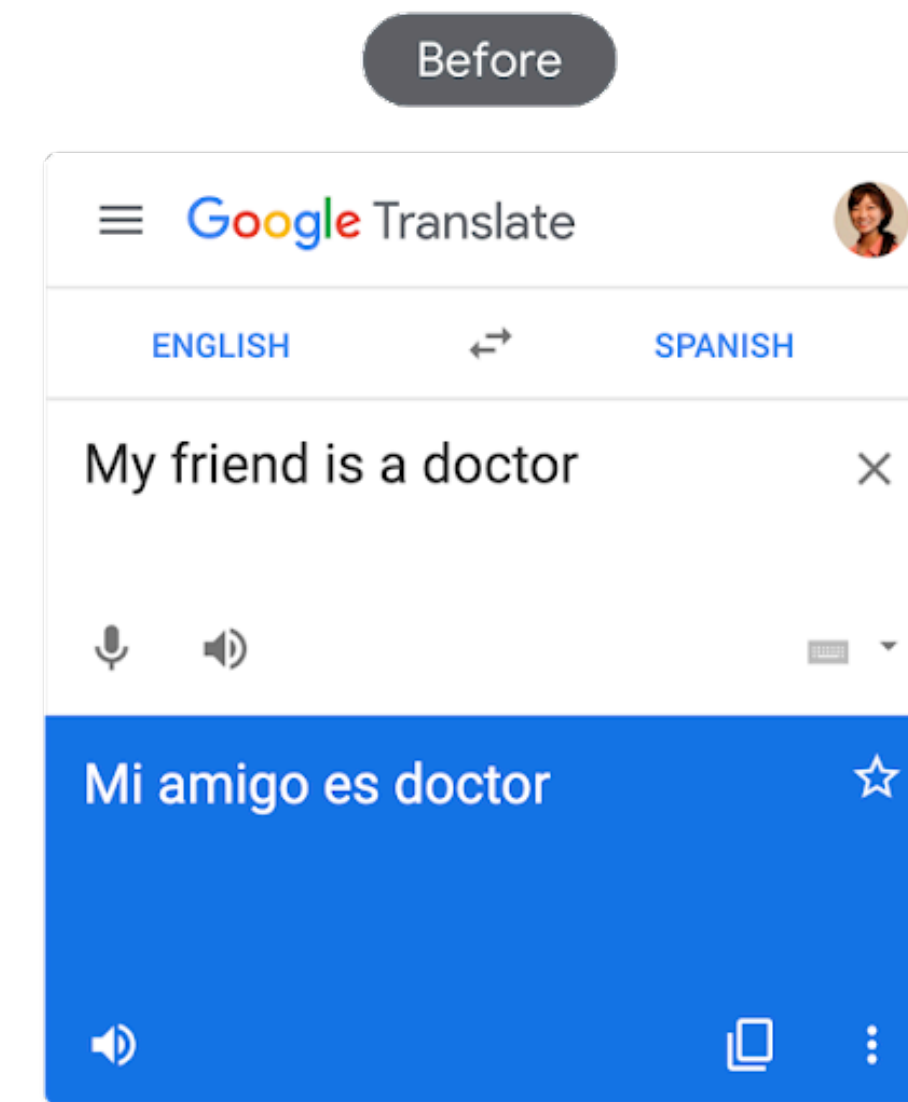 Before
Google Translate
ENGLISH SPANISH
My friend is a doctor
Mi amigo es doctor